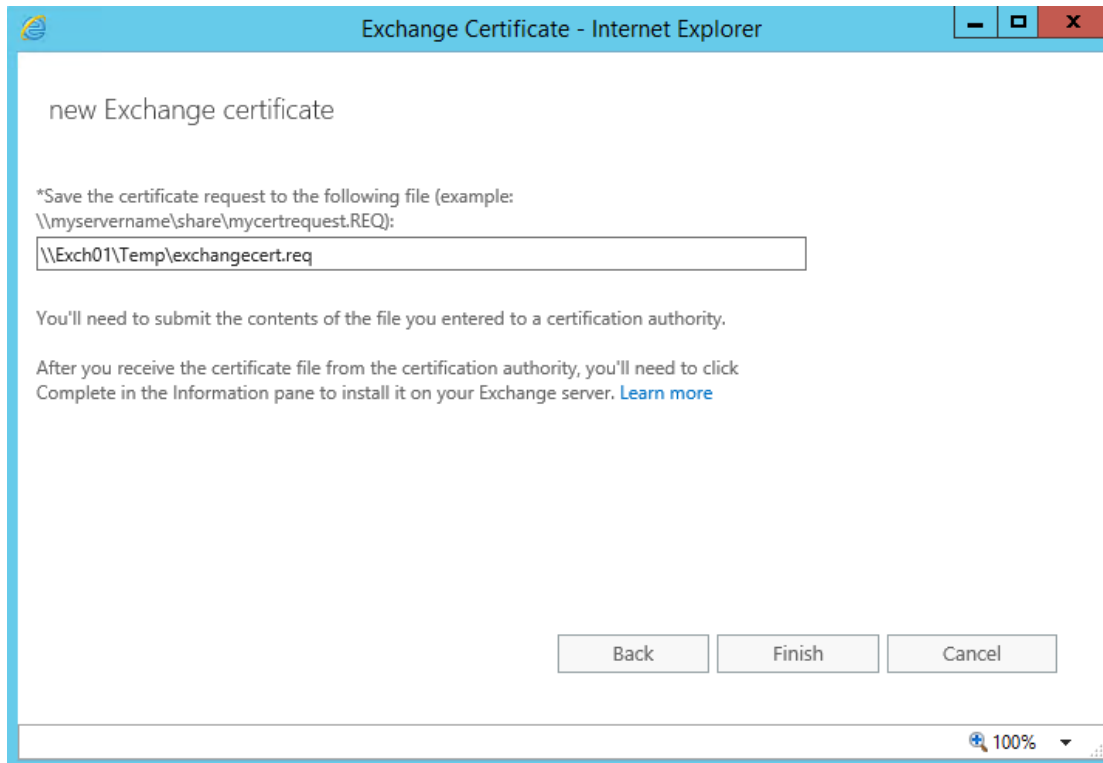 Exchange Certificate - Internet Explorer
new Exchange certificate
*Save the certificate request to the following file (example:
\\myservername\share\mycertrequest.REQ):
\\Exch01\Temp\exchangecert.req
You'll need to submit the contents of the file you entered to a certification authority.
After you receive the certificate file from the certification authority, you'll need to click
Complete in the Information pane to install it on your Exchange server. Learn more
Back Finish Cancel
100%